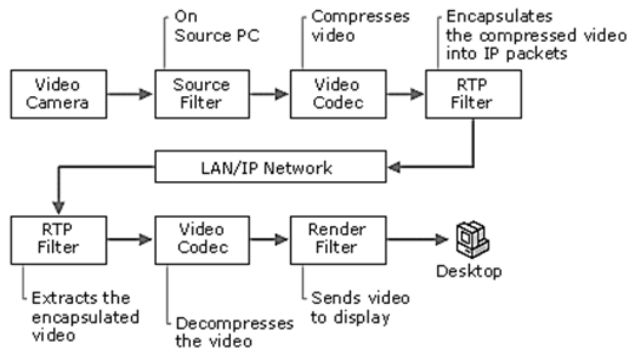 On
Source PC
Compresses
video
Encapsulates
the compressed video
into IP packets
Video
Camera
Source
Filter
Video
Codec
RTP
Filter
LAN/IP Network
RTP
Filter
Video
Codec
Render
Filter
Desktop
Extracts the
encapsulated
video
Decompresses
the video
Sends video
to display